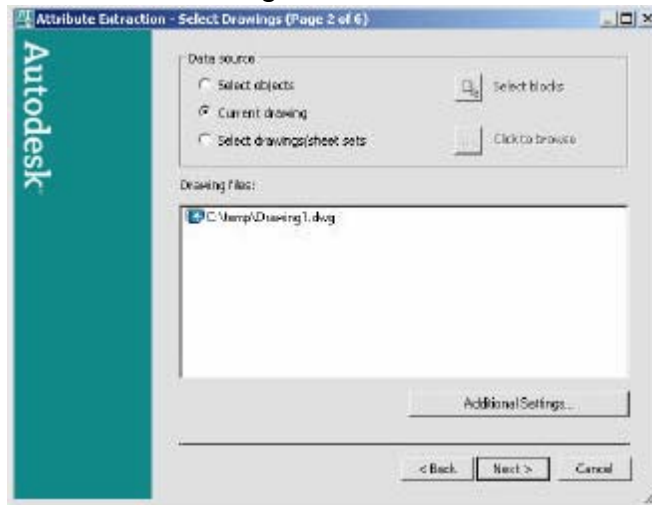 Attribute Extraction - Select Drawings (Page 2 of 6)
Autodesk
Data source
Select objects
Select blocks
Current drawing
Select drawings/sheet sets
Click to browse
Drawing files:
C:\temp\Drawing1.dwg
Additional Settings...
< Back
Next >
Cancel